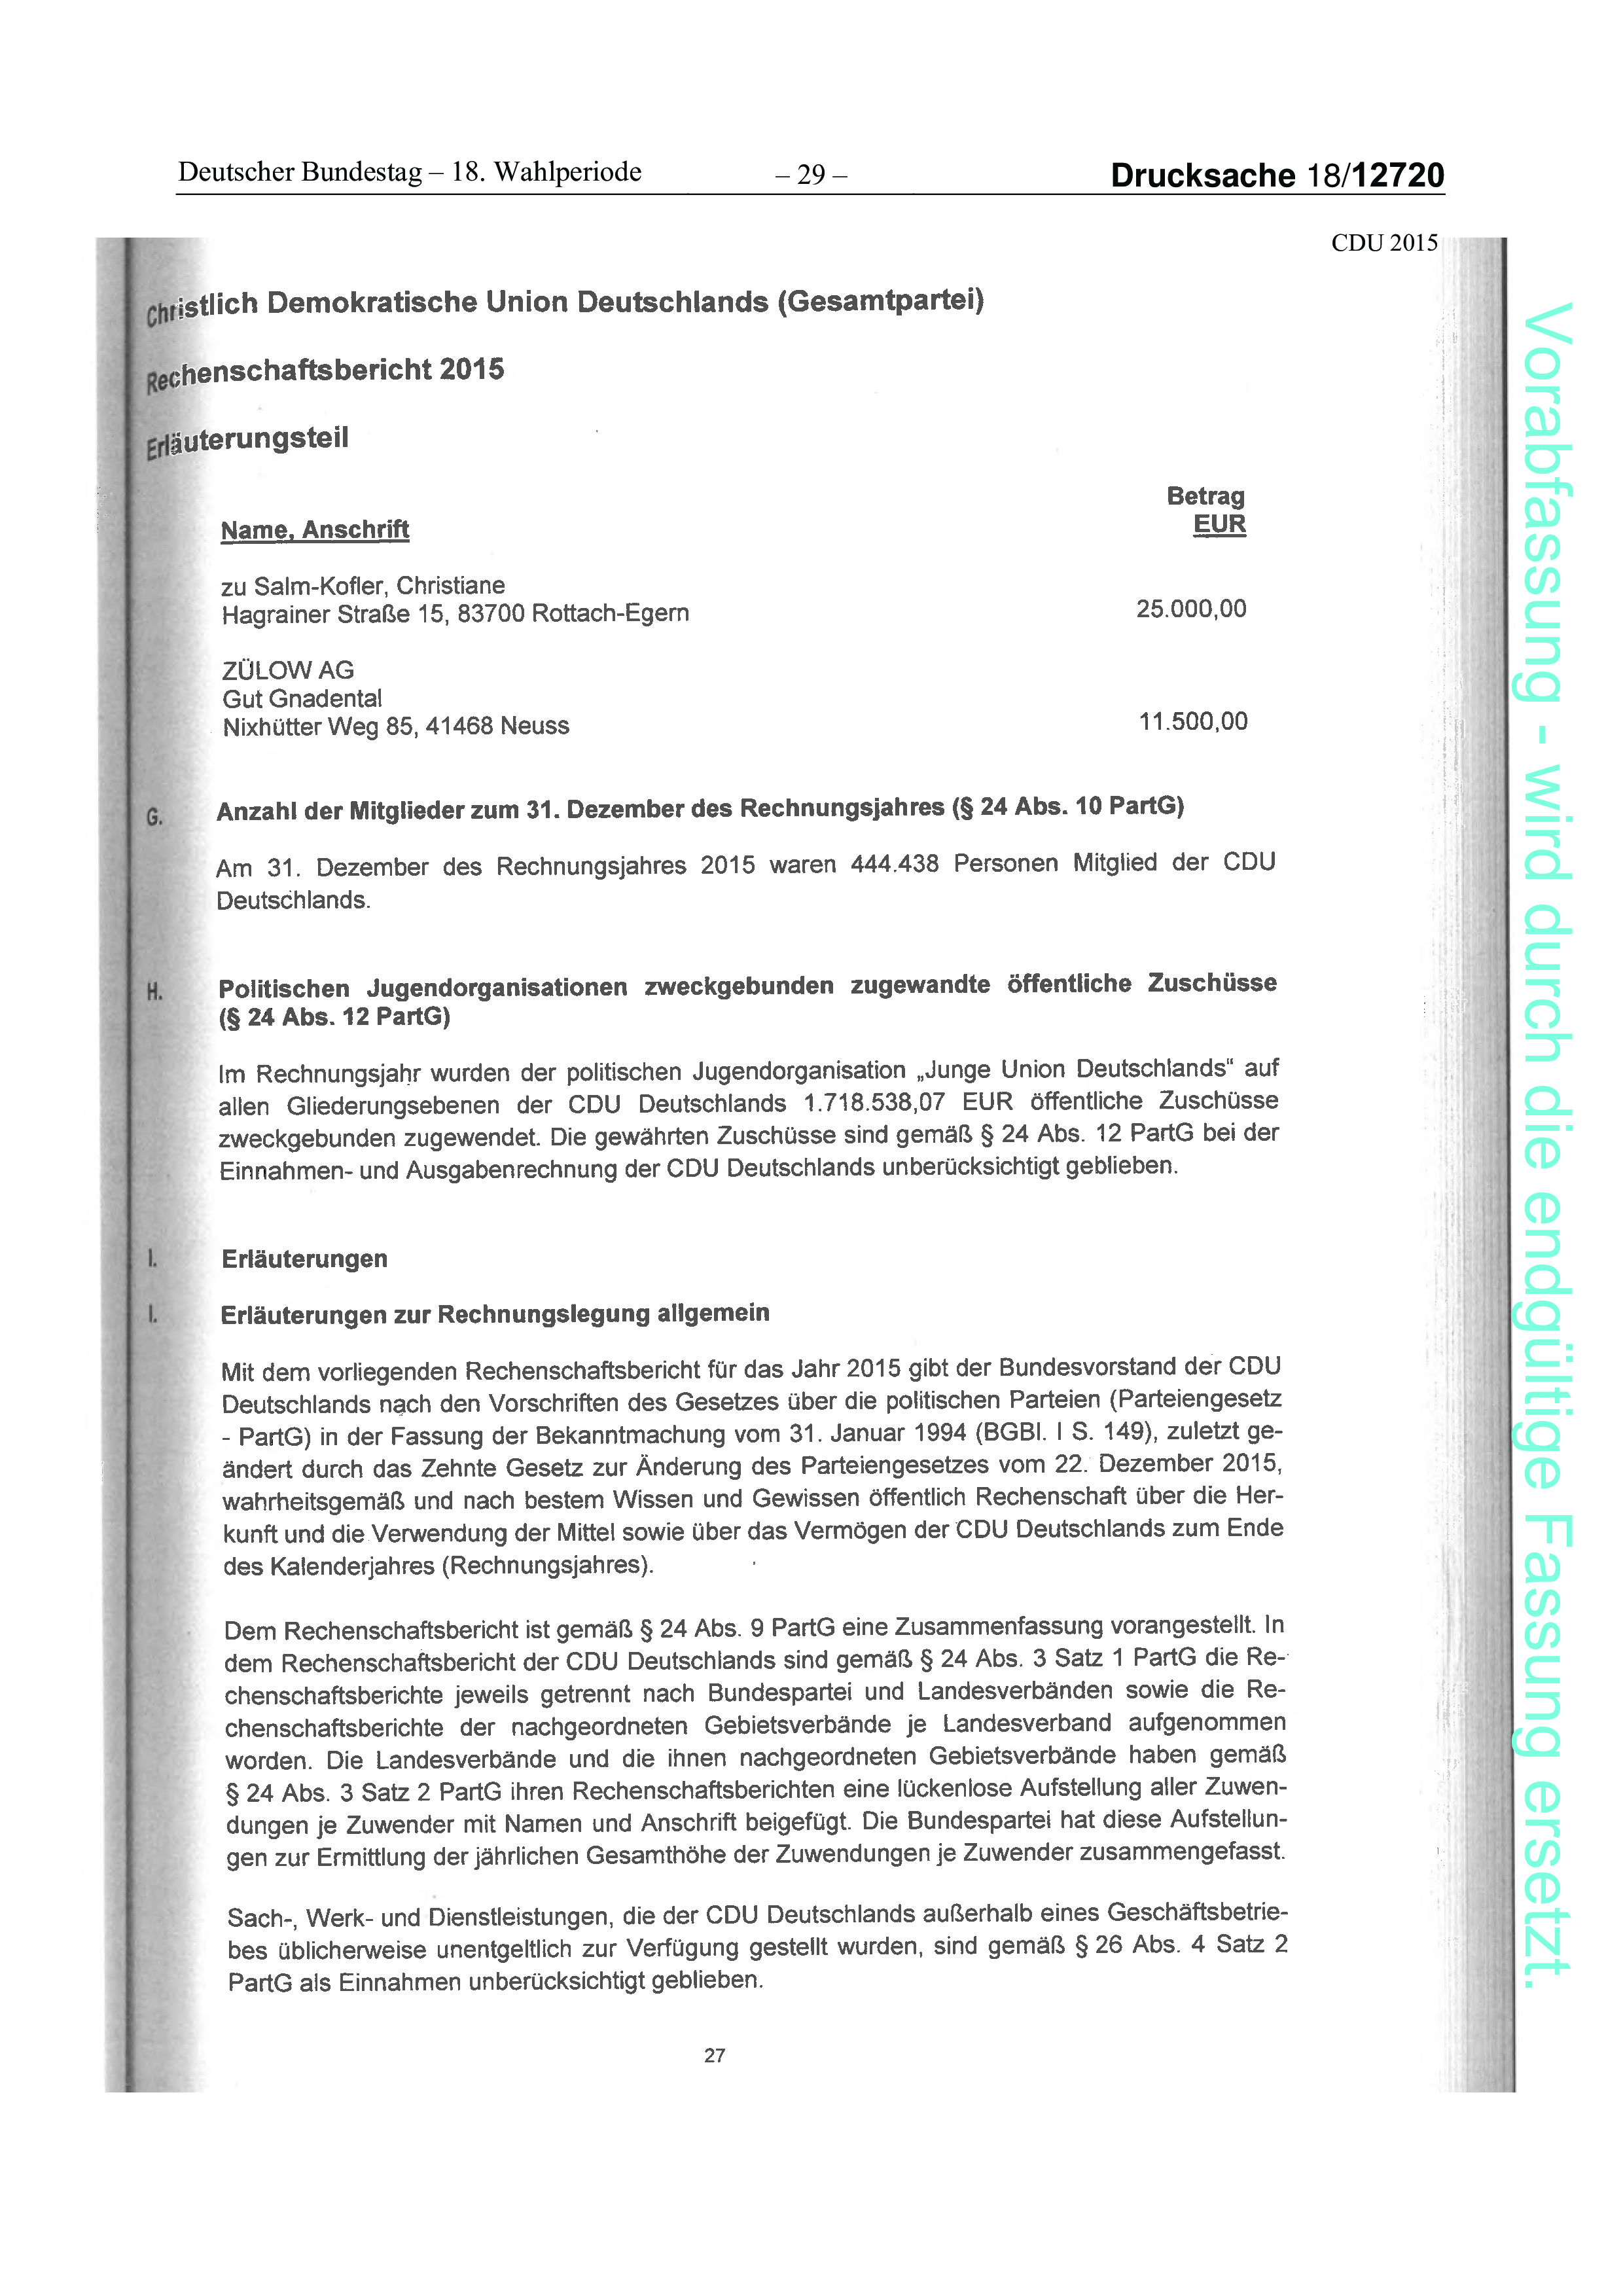 Deutscher Bundestag – 18. Wahlperiode
– 29 –
Drucksache 18/12720
CDU 2015
Christlich Demokratische Union Deutschlands (Gesamtpartei)
Rechenschaftsbericht 2015
Erläuterungsteil
Betrag
Name, Anschrift
EUR
zu Salm-Kofler, Christiane
Hagrainer Straße 15, 83700 Rottach-Egern
25.000,00
ZÜLOW AG
Gut Gnadental
Nixhütter Weg 85, 41468 Neuss
11.500,00
G. Anzahl der Mitglieder zum 31. Dezember des Rechnungsjahres (§ 24 Abs. 10 PartG)
Am 31. Dezember des Rechnungsjahres 2015 waren 444.438 Personen Mitglied der CDU
Deutschlands.
H. Politischen Jugendorganisationen zweckgebunden zugewandte öffentliche Zuschüsse
(§ 24 Abs. 12 PartG)
Im Rechnungsjahr wurden der politischen Jugendorganisation „Junge Union Deutschlands“ auf
allen Gliederungsebenen der CDU Deutschlands 1.718.538,07 EUR öffentliche Zuschüsse
zweckgebunden zugewendet. Die gewährten Zuschüsse sind gemäß § 24 Abs. 12 PartG bei der
Einnahmen- und Ausgabenrechnung der CDU Deutschlands unberücksichtigt geblieben.
I. Erläuterungen
I. Erläuterungen zur Rechnungslegung allgemein
Mit dem vorliegenden Rechenschaftsbericht für das Jahr 2015 gibt der Bundesvorstand der CDU
Deutschlands nach den Vorschriften des Gesetzes über die politischen Parteien (Parteiengesetz
- PartG) in der Fassung der Bekanntmachung vom 31. Januar 1994 (BGBl. I S. 149), zuletzt ge-
ändert durch das Zehnte Gesetz zur Änderung des Parteiengesetzes vom 22. Dezember 2015,
wahrheitsgemäß und nach bestem Wissen und Gewissen öffentlich Rechenschaft über die Her-
kunft und die Verwendung der Mittel sowie über das Vermögen der CDU Deutschlands zum Ende
des Kalenderjahres (Rechnungsjahres).
Dem Rechenschaftsbericht ist gemäß § 24 Abs. 9 PartG eine Zusammenfassung vorangestellt. In
dem Rechenschaftsbericht der CDU Deutschlands sind gemäß § 24 Abs. 3 Satz 1 PartG die Re-
chenschaftsberichte jeweils getrennt nach Bundespartei und Landesverbänden sowie die Re-
chenschaftsberichte der nachgeordneten Gebietsverbände je Landesverband aufgenommen
worden. Die Landesverbände und die ihnen nachgeordneten Gebietsverbände haben gemäß
§ 24 Abs. 3 Satz 2 PartG ihren Rechenschaftsberichten eine lückenlose Aufstellung aller Zuwen-
dungen je Zuwender mit Namen und Anschrift beigefügt. Die Bundespartei hat diese Aufstellun-
gen zur Ermittlung der jährlichen Gesamthöhe der Zuwendungen je Zuwender zusammengefasst.
Sach-, Werk- und Dienstleistungen, die der CDU Deutschlands außerhalb eines Geschäftsbetrie-
bes üblicherweise unentgeltlich zur Verfügung gestellt wurden, sind gemäß § 26 Abs. 4 Satz 2
PartG als Einnahmen unberücksichtigt geblieben.
27
Vorabfassung - wird durch die endgültige Fassung ersetzt.